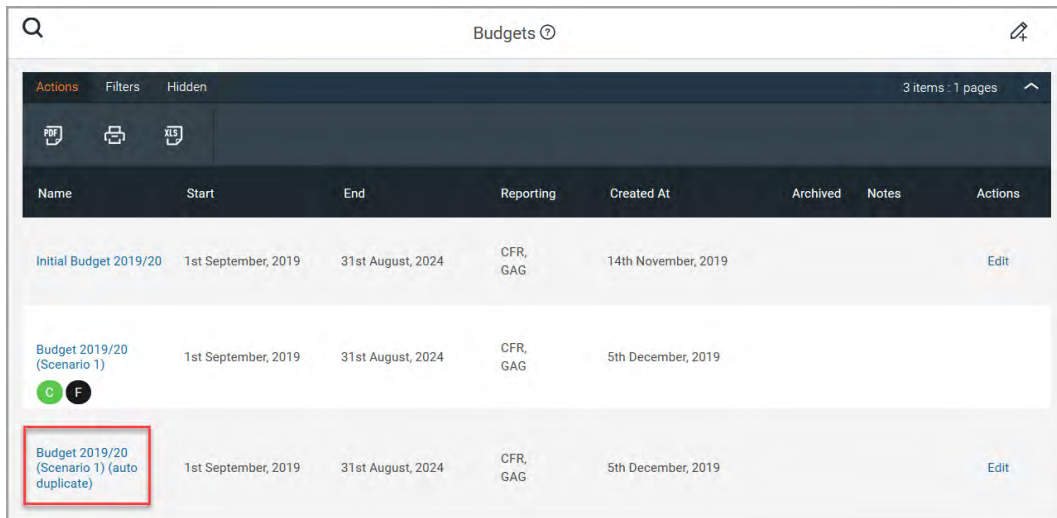 Budgets ?
Actions Filters Hidden 3 items : 1 pages
PDF XLS
Name Start End Reporting Created At Archived Notes Actions
Initial Budget 2019/20 1st September, 2019 31st August, 2024 CFR, GAG 14th November, 2019 Edit
Budget 2019/20 (Scenario 1) 1st September, 2019 31st August, 2024 CFR, GAG 5th December, 2019
C F
Budget 2019/20 (Scenario 1) (auto duplicate) 1st September, 2019 31st August, 2024 CFR, GAG 5th December, 2019 Edit